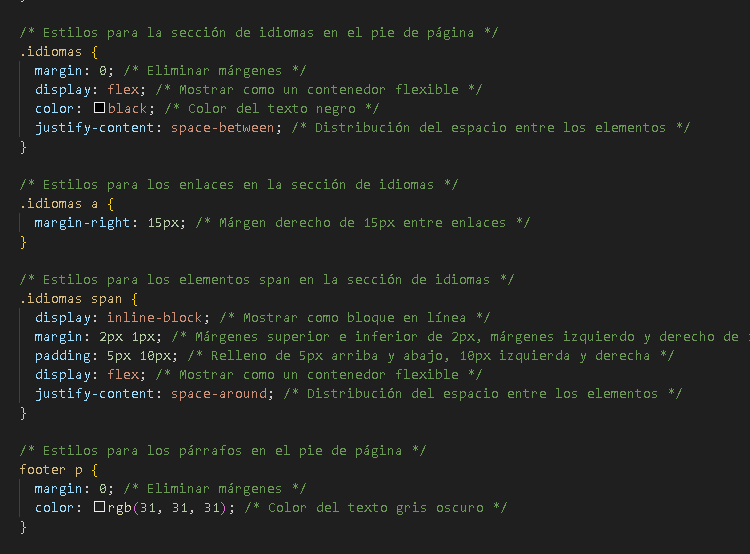 /* Estilos para la sección de idiomas en el pie de página */
.idiomas {
margin: 0; /* Eliminar márgenes */
display: flex; /* Mostrar como un contenedor flexible */
color: black; /* Color del texto negro */
justify-content: space-between; /* Distribución del espacio entre los elementos */
}
/* Estilos para los enlaces en la sección de idiomas */
.idiomas a {
margin-right: 15px; /* Márgen derecho de 15px entre enlaces */
}
/* Estilos para los elementos span en la sección de idiomas */
.idiomas span {
display: inline-block; /* Mostrar como bloque en línea */
margin: 2px 1px; /* Márgenes superior e inferior de 2px, márgenes izquierdo y derecho de
padding: 5px 10px; /* Relleno de 5px arriba y abajo, 10px izquierda y derecha */
display: flex; /* Mostrar como un contenedor flexible */
justify-content: space-around; /* Distribución del espacio entre los elementos */
}
/* Estilos para los párrafos en el pie de página */
footer p {
margin: 0; /* Eliminar márgenes */
color: rgb(31, 31, 31); /* Color del texto gris oscuro */
}